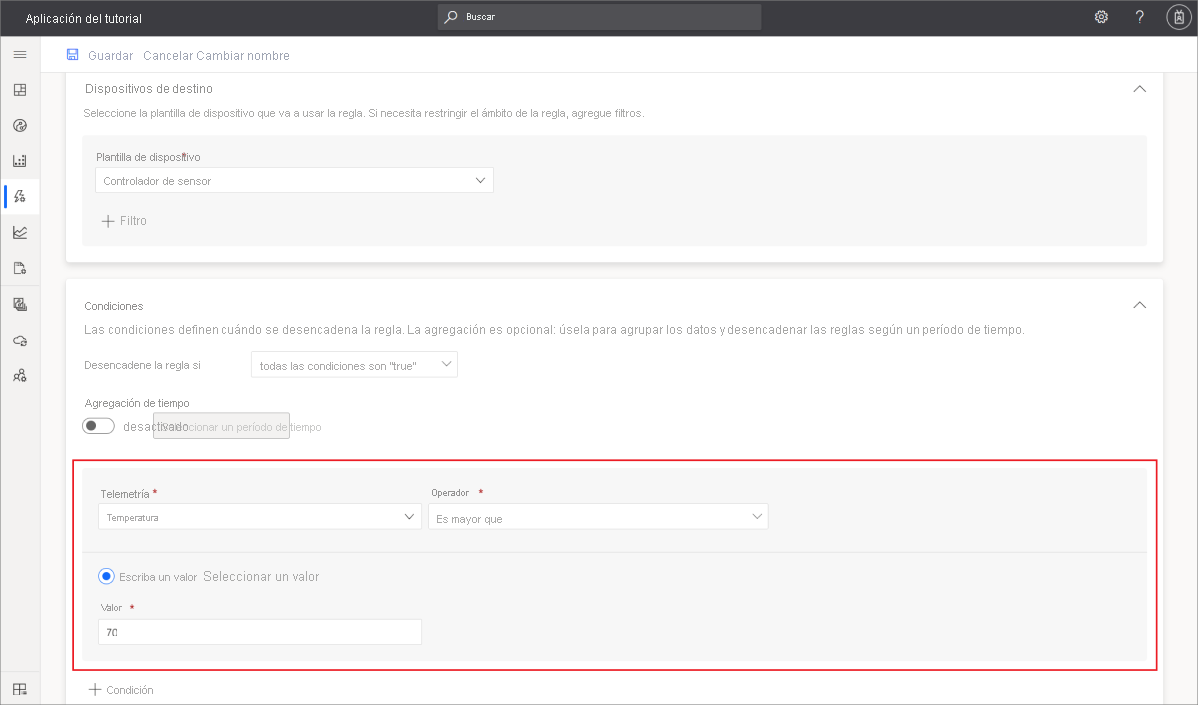 Aplicación del tutorial
Buscar
Guardar Cancelar Cambiar nombre
Dispositivos de destino
Seleccione la plantilla de dispositivo que va a usar la regla. Si necesita restringir el ámbito de la regla, agregue filtros.
Plantilla de dispositivo*
Controlador de sensor
Filtro
Condiciones
Las condiciones definen cuándo se desencadena la regla. La agregación es opcional: úsela para agrupar los datos y desencadenar las reglas según un período de tiempo.
Desencadene la regla si todas las condiciones son "true"
Agregación de tiempo
desactivado Seleccionar un período de tiempo
Telemetría * Operador *
Temperatura Es mayor que
Escriba un valor Seleccionar un valor
Valor *
70
Condición